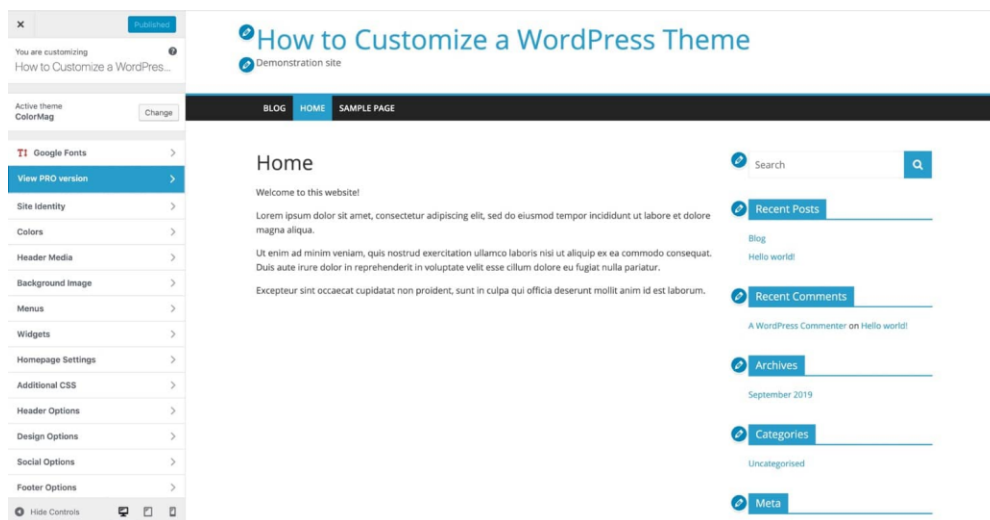 Published
You are customizing
How to Customize a WordPres...
Active theme
ColorMag
Change
Google Fonts
View PRO version
Site Identity
Colors
Header Media
Background Image
Menus
Widgets
Homepage Settings
Additional CSS
Header Options
Design Options
Social Options
Footer Options
Hide Controls
How to Customize a WordPress Theme
Demonstration site
BLOG HOME SAMPLE PAGE
Home
Welcome to this website!
Lorem ipsum dolor sit amet, consectetur adipiscing elit, sed do eiusmod tempor incididunt ut labore et dolore
magna aliqua.
Ut enim ad minim veniam, quis nostrud exercitation ullamco laboris nisi ut aliquip ex ea commodo consequat.
Duis aute irure dolor in reprehenderit in voluptate velit esse cillum dolore eu fugiat nulla pariatur.
Excepteur sint occaecat cupidatat non proident, sunt in culpa qui officia deserunt mollit anim id est laborum.
Search
Recent Posts
Blog
Hello world!
Recent Comments
A WordPress Commenter on Hello world!
Archives
September 2019
Categories
Uncategorised
Meta